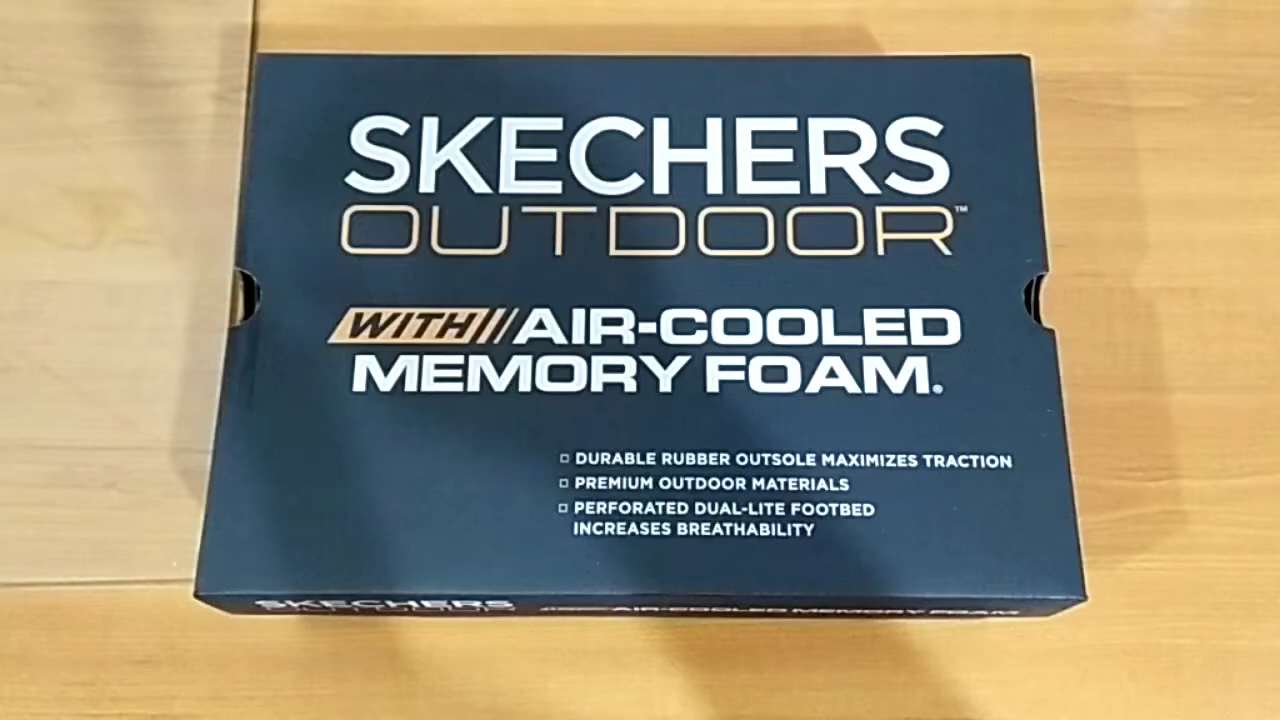 SKECHERS
OUTDOOR™
WITH// AIR-COOLED
MEMORY FOAM®
DURABLE RUBBER OUTSOLE MAXIMIZES TRACTION
PREMIUM OUTDOOR MATERIALS
PERFORATED DUAL-LITE FOOTBED
INCREASES BREATHABILITY
SKECHERS AIR-COOLED MEMORY FOAM